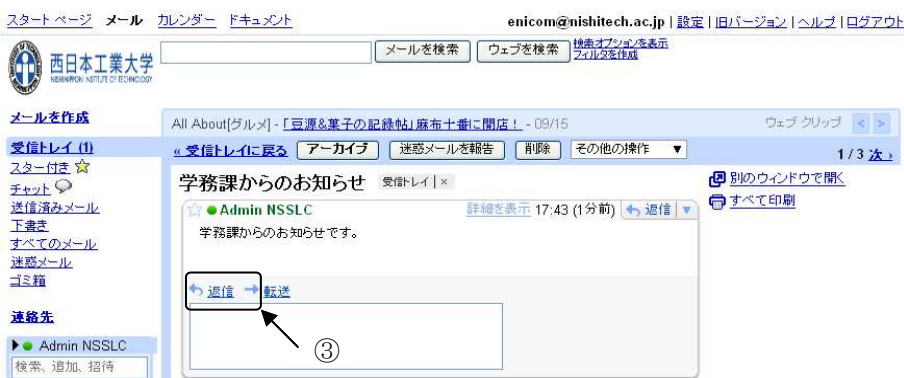 スタート ページ メール カレンダー ドキュメント enicom@nishitech.ac.jp | 設定 | 旧バージョン | ヘルプ | ログアウト
西日本工業大学
NISHINIPPON INSTITUTE OF TECHNOLOGY
メールを検索 ウェブを検索 検索オプションを表示
フィルタを作成
メールを作成
All About[グルメ] - 「豆源&菓子の記録帖」麻布十番に開店! - 09/15 ウェブ クリップ < >
受信トレイ (1)
« 受信トレイに戻る アーカイブ 迷惑メールを報告 削除 その他の操作 ▼ 1 / 3 次 ›
スター付き
チャット
送信済みメール
下書き
すべてのメール
迷惑メール
ゴミ箱
学務課からのお知らせ 受信トレイ | ×
別のウィンドウで開く
すべて印刷
Admin NSSLC 詳細を表示 17:43 (1分前) 返信 ▼
学務課からのお知らせです。
返信 転送
③
連絡先
Admin NSSLC
検索、追加、招待